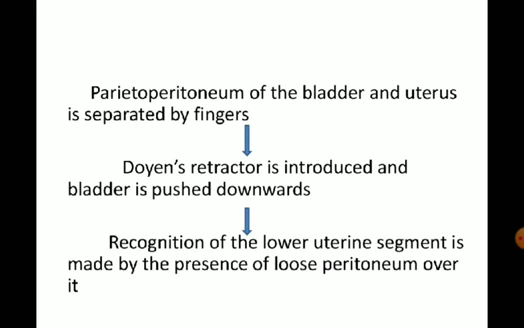 Parietoperitoneum of the bladder and uterus
is separated by fingers
Doyen's retractor is introduced and
bladder is pushed downwards
Recognition of the lower uterine segment is
made by the presence of loose peritoneum over
it